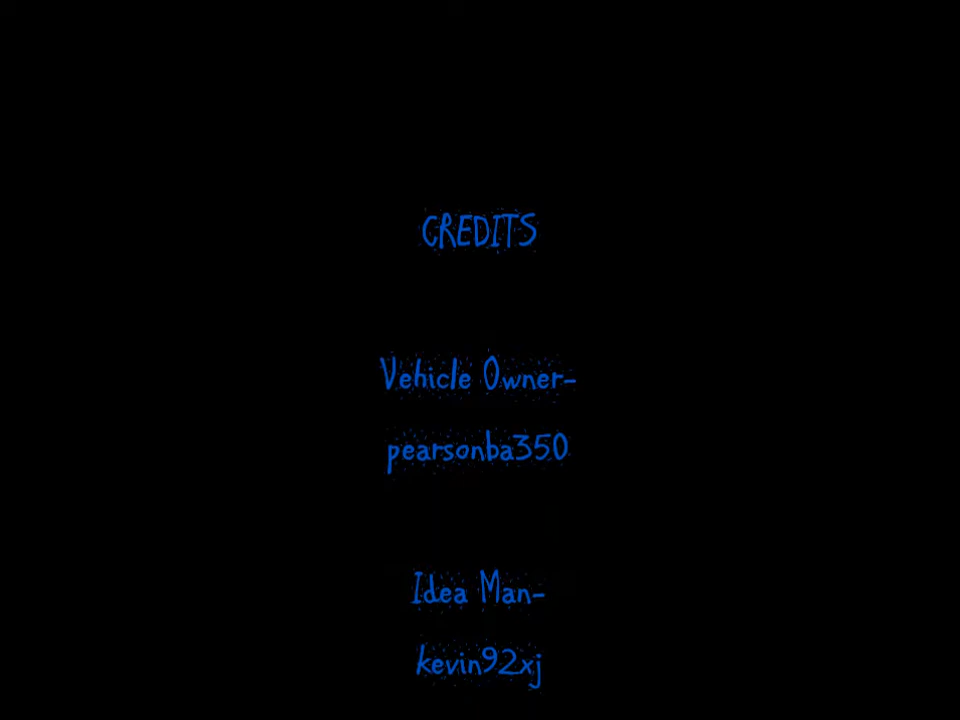 CREDITS
Vehicle Owner-
pearsonba350
Idea Man-
kevin92xj